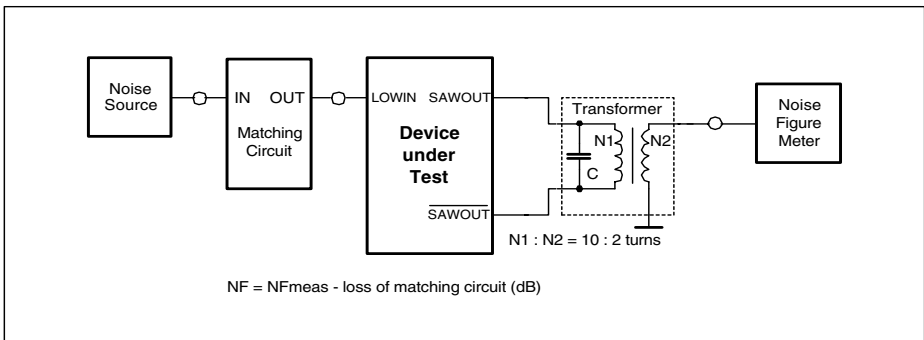 Noise
Source
IN OUT
Matching
Circuit
LOWIN SAWOUT
Device
under
Test
SAWOUT
Transformer
N1 N2
C
N1 : N2 = 10 : 2 turns
Noise
Figure
Meter
NF = NFmeas - loss of matching circuit (dB)